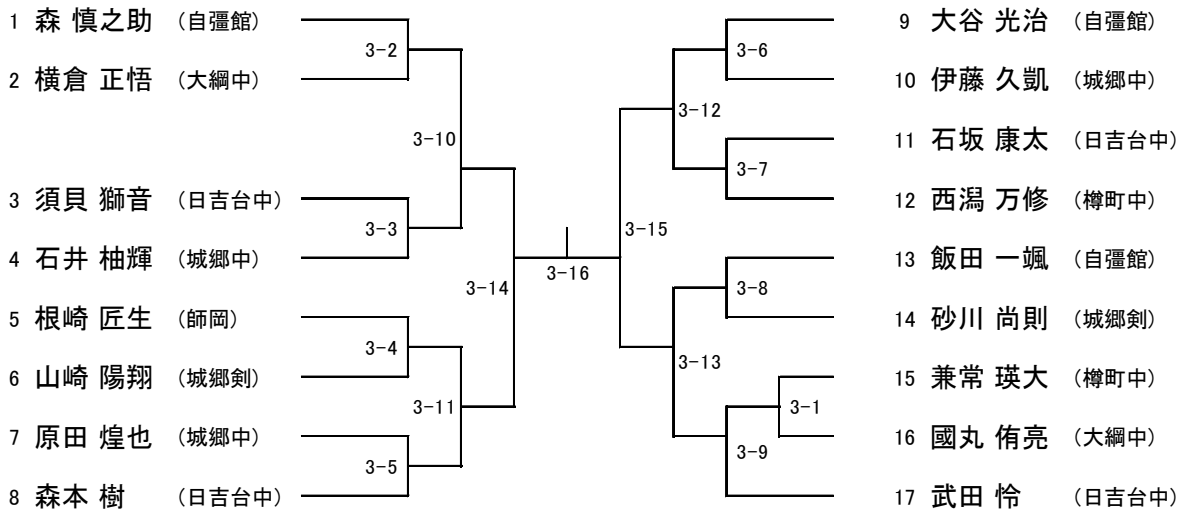 1 森 慎之助 （自彊館）
2 横倉 正悟 （大綱中）
3 須貝 獅音 （日吉台中）
4 石井 柚輝 （城郷中）
5 根崎 匠生 （師岡）
6 山崎 陽翔 （城郷剣）
7 原田 煌也 （城郷中）
8 森本 樹 （日吉台中）
3-2
3-3
3-4
3-5
3-10
3-11
3-14
3-16
3-15
3-12
3-13
3-6
3-7
3-8
3-9
3-1
9 大谷 光治 （自彊館）
10 伊藤 久凱 （城郷中）
11 石坂 康太 （日吉台中）
12 西潟 万修 （樽町中）
13 飯田 一颯 （自彊館）
14 砂川 尚則 （城郷剣）
15 兼常 瑛大 （樽町中）
16 國丸 侑亮 （大綱中）
17 武田 怜 （日吉台中）